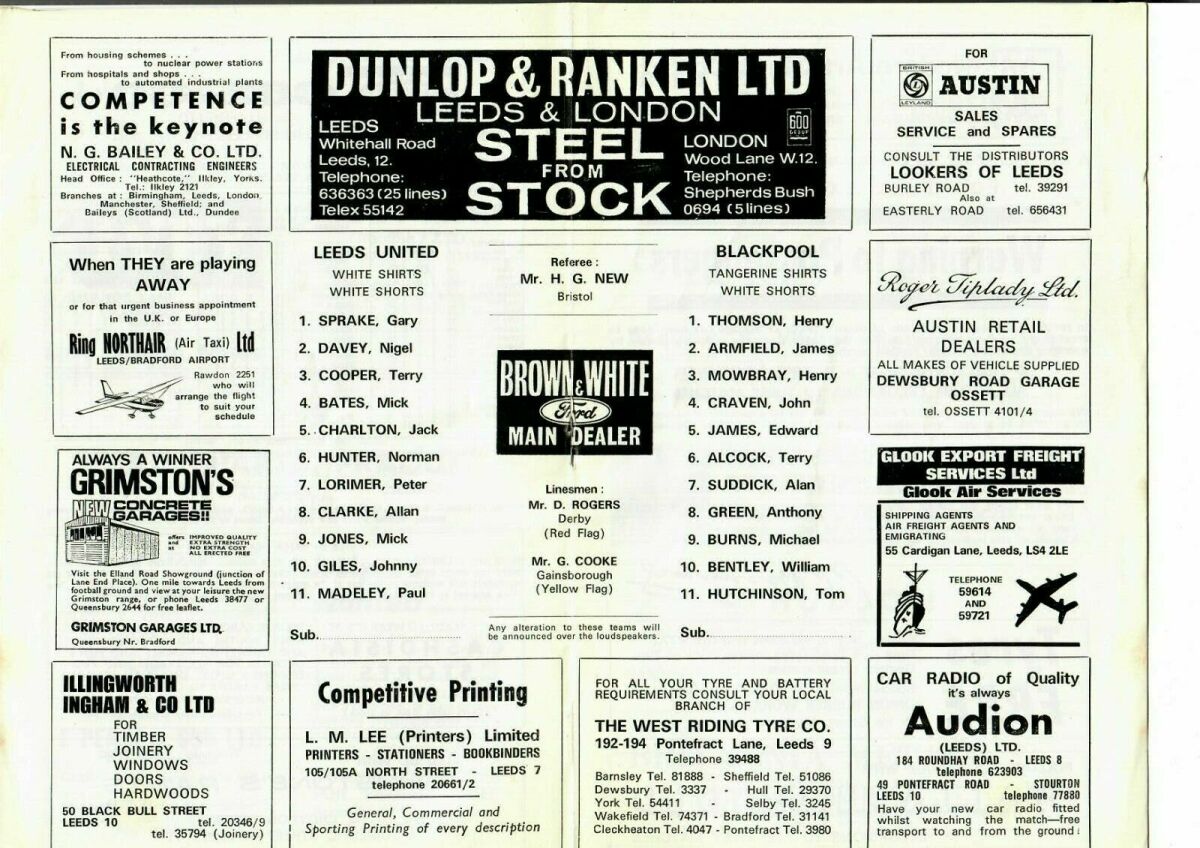 From housing schemes . . .
to nuclear power stations
From hospitals and shops . . .
to automated industrial plants
COMPETENCE
is the keynote
N. G. BAILEY & CO. LTD.
ELECTRICAL CONTRACTING ENGINEERS
Head Office : "Heathcote," Ilkley, Yorks.
Tel.: Ilkley 2121
Branches at : Birmingham, Leeds, London,
Manchester, Sheffield; and
Baileys (Scotland) Ltd., Dundee
DUNLOP & RANKEN LTD
LEEDS & LONDON
STEEL
FROM
STOCK
LEEDS
Whitehall Road
Leeds, 12.
Telephone:
636363 (25 lines)
Telex 55142
THE
600
GROUP
LONDON
Wood Lane W.12.
Telephone:
Shepherds Bush
0694 (5 lines)
FOR
BRITISH
LEYLAND
AUSTIN
SALES
SERVICE and SPARES
CONSULT THE DISTRIBUTORS
LOOKERS OF LEEDS
BURLEY ROAD tel. 39291
Also at
EASTERLY ROAD tel. 656431
When THEY are playing
AWAY
or for that urgent business appointment
in the U.K. or Europe
Ring NORTHAIR (Air Taxi) Ltd
LEEDS/BRADFORD AIRPORT
Rawdon 2251
who will
arrange the flight
to suit your
schedule
LEEDS UNITED
WHITE SHIRTS
WHITE SHORTS
1. SPRAKE, Gary
2. DAVEY, Nigel
3. COOPER, Terry
4. BATES, Mick
5. CHARLTON, Jack
6. HUNTER, Norman
7. LORIMER, Peter
8. CLARKE, Allan
9. JONES, Mick
10. GILES, Johnny
11. MADELEY, Paul
Sub.
Referee :
Mr. H. G. NEW
Bristol
BROWN & WHITE
Ford
MAIN DEALER
Linesmen :
Mr. D. ROGERS
Derby
(Red Flag)
Mr. G. COOKE
Gainsborough
(Yellow Flag)
Any alteration to these teams will
be announced over the loudspeakers.
BLACKPOOL
TANGERINE SHIRTS
WHITE SHORTS
1. THOMSON, Henry
2. ARMFIELD, James
3. MOWBRAY, Henry
4. CRAVEN, John
5. JAMES, Edward
6. ALCOCK, Terry
7. SUDDICK, Alan
8. GREEN, Anthony
9. BURNS, Michael
10. BENTLEY, William
11. HUTCHINSON, Tom
Sub.
Roger Tiplady Ltd.
AUSTIN RETAIL
DEALERS
ALL MAKES OF VEHICLE SUPPLIED
DEWSBURY ROAD GARAGE
OSSETT
tel. OSSETT 4101/4
ALWAYS A WINNER
GRIMSTON'S
NEW CONCRETE
GARAGES!!
offers IMPROVED QUALITY
and EXTRA STRENGTH
at NO EXTRA COST
ALL ERECTED FREE
Visit the Elland Road Showground (junction of
Lane End Place). One mile towards Leeds from
football ground and view at your leisure the new
Grimston range, or phone Leeds 38477 or
Queensbury 2644 for free leaflet.
GRIMSTON GARAGES LTD.
Queensbury Nr. Bradford
GLOOK EXPORT FREIGHT
SERVICES Ltd
Glook Air Services
SHIPPING AGENTS
AIR FREIGHT AGENTS AND
EMIGRATING
55 Cardigan Lane, Leeds, LS4 2LE
TELEPHONE
59614
AND
59721
ILLINGWORTH
INGHAM & CO LTD
FOR
TIMBER
JOINERY
WINDOWS
DOORS
HARDWOODS
50 BLACK BULL STREET
LEEDS 10 tel. 20346/9
tel. 35794 (Joinery)
Competitive Printing
L. M. LEE (Printers) Limited
PRINTERS - STATIONERS - BOOKBINDERS
105/105A NORTH STREET - LEEDS 7
telephone 20661/2
General, Commercial and
Sporting Printing of every description
FOR ALL YOUR TYRE AND BATTERY
REQUIREMENTS CONSULT YOUR LOCAL
BRANCH OF
THE WEST RIDING TYRE CO.
192-194 Pontefract Lane, Leeds 9
Telephone 39488
Barnsley Tel. 81888 - Sheffield Tel. 51086
Dewsbury Tel. 3337 - Hull Tel. 29370
York Tel. 54411 - Selby Tel. 3245
Wakefield Tel. 74371 - Bradford Tel. 31141
Cleckheaton Tel. 4047 - Pontefract Tel. 3980
CAR RADIO of Quality
it's always
Audion
(LEEDS) LTD.
184 ROUNDHAY ROAD - LEEDS 8
telephone 623903
49 PONTEFRACT ROAD - STOURTON
LEEDS 10 telephone 77880
Have your new car radio fitted
whilst watching the match—free
transport to and from the ground